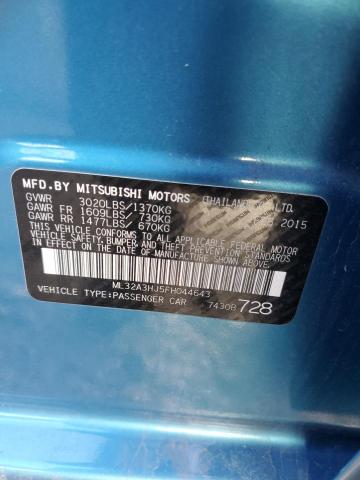 MFD.BY MITSUBISHI MOTORS (THAILAND) CO.,LTD.
GVWR 3020LBS/1370KG 2015
GAWR FR 1609LBS/ 730KG
GAWR RR 1477LBS/ 670KG
THIS VEHICLE CONFORMS TO ALL APPLICABLE FEDERAL MOTOR
VEHICLE SAFETY, BUMPER AND THEFT PREVENTION STANDARDS
IN EFFECT ON THE DATE OF MANUFACTURE SHOWN ABOVE.
ML32A3HJ5FH044643
VEHICLE TYPE:PASSENGER CAR 7430B 728